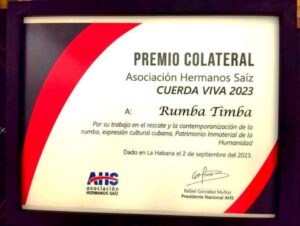 PREMIO COLATERAL
Asociación Hermanos Saíz
CUERDA VIVA 2023
A: Rumba Timba
Por su trabajo en el rescate y la contemporanización de la
rumba, expresión cultural cubana, Patrimonio Inmaterial de la
Humanidad
Dado en La Habana el 2 de septiembre del 2023.
AHS
asociación
HERMANOS SAÍZ
Rafael González Muñoz
Presidente Nacional AHS